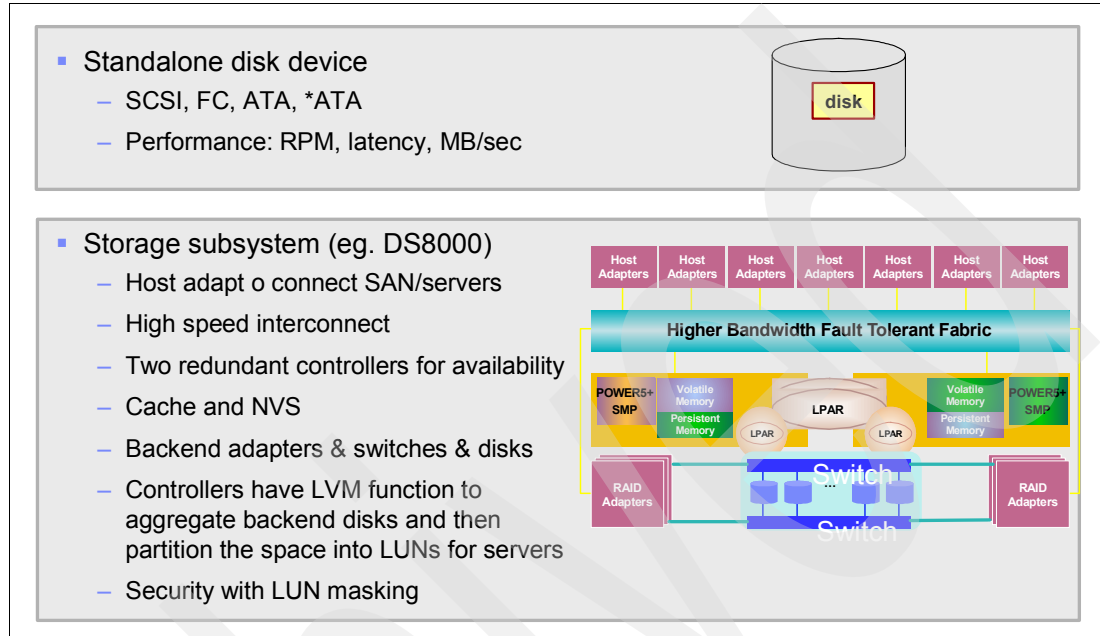 Standalone disk device
– SCSI, FC, ATA, *ATA
– Performance: RPM, latency, MB/sec
disk
Storage subsystem (eg. DS8000)
– Host adapt o connect SAN/servers
– High speed interconnect
– Two redundant controllers for availability
– Cache and NVS
– Backend adapters & switches & disks
– Controllers have LVM function to
aggregate backend disks and then
partition the space into LUNs for servers
– Security with LUN masking
Host Host Host Host Host Host Host
Adapters Adapters Adapters Adapters Adapters Adapters Adapters
Higher Bandwidth Fault Tolerant Fabric
POWER5+
SMP
Volatile
Memory
Persistent
Memory
LPAR
LPAR
LPAR
Volatile
Memory
Persistent
Memory
POWER5+
SMP
RAID
Adapters
Switch
...
Switch
RAID
Adapters